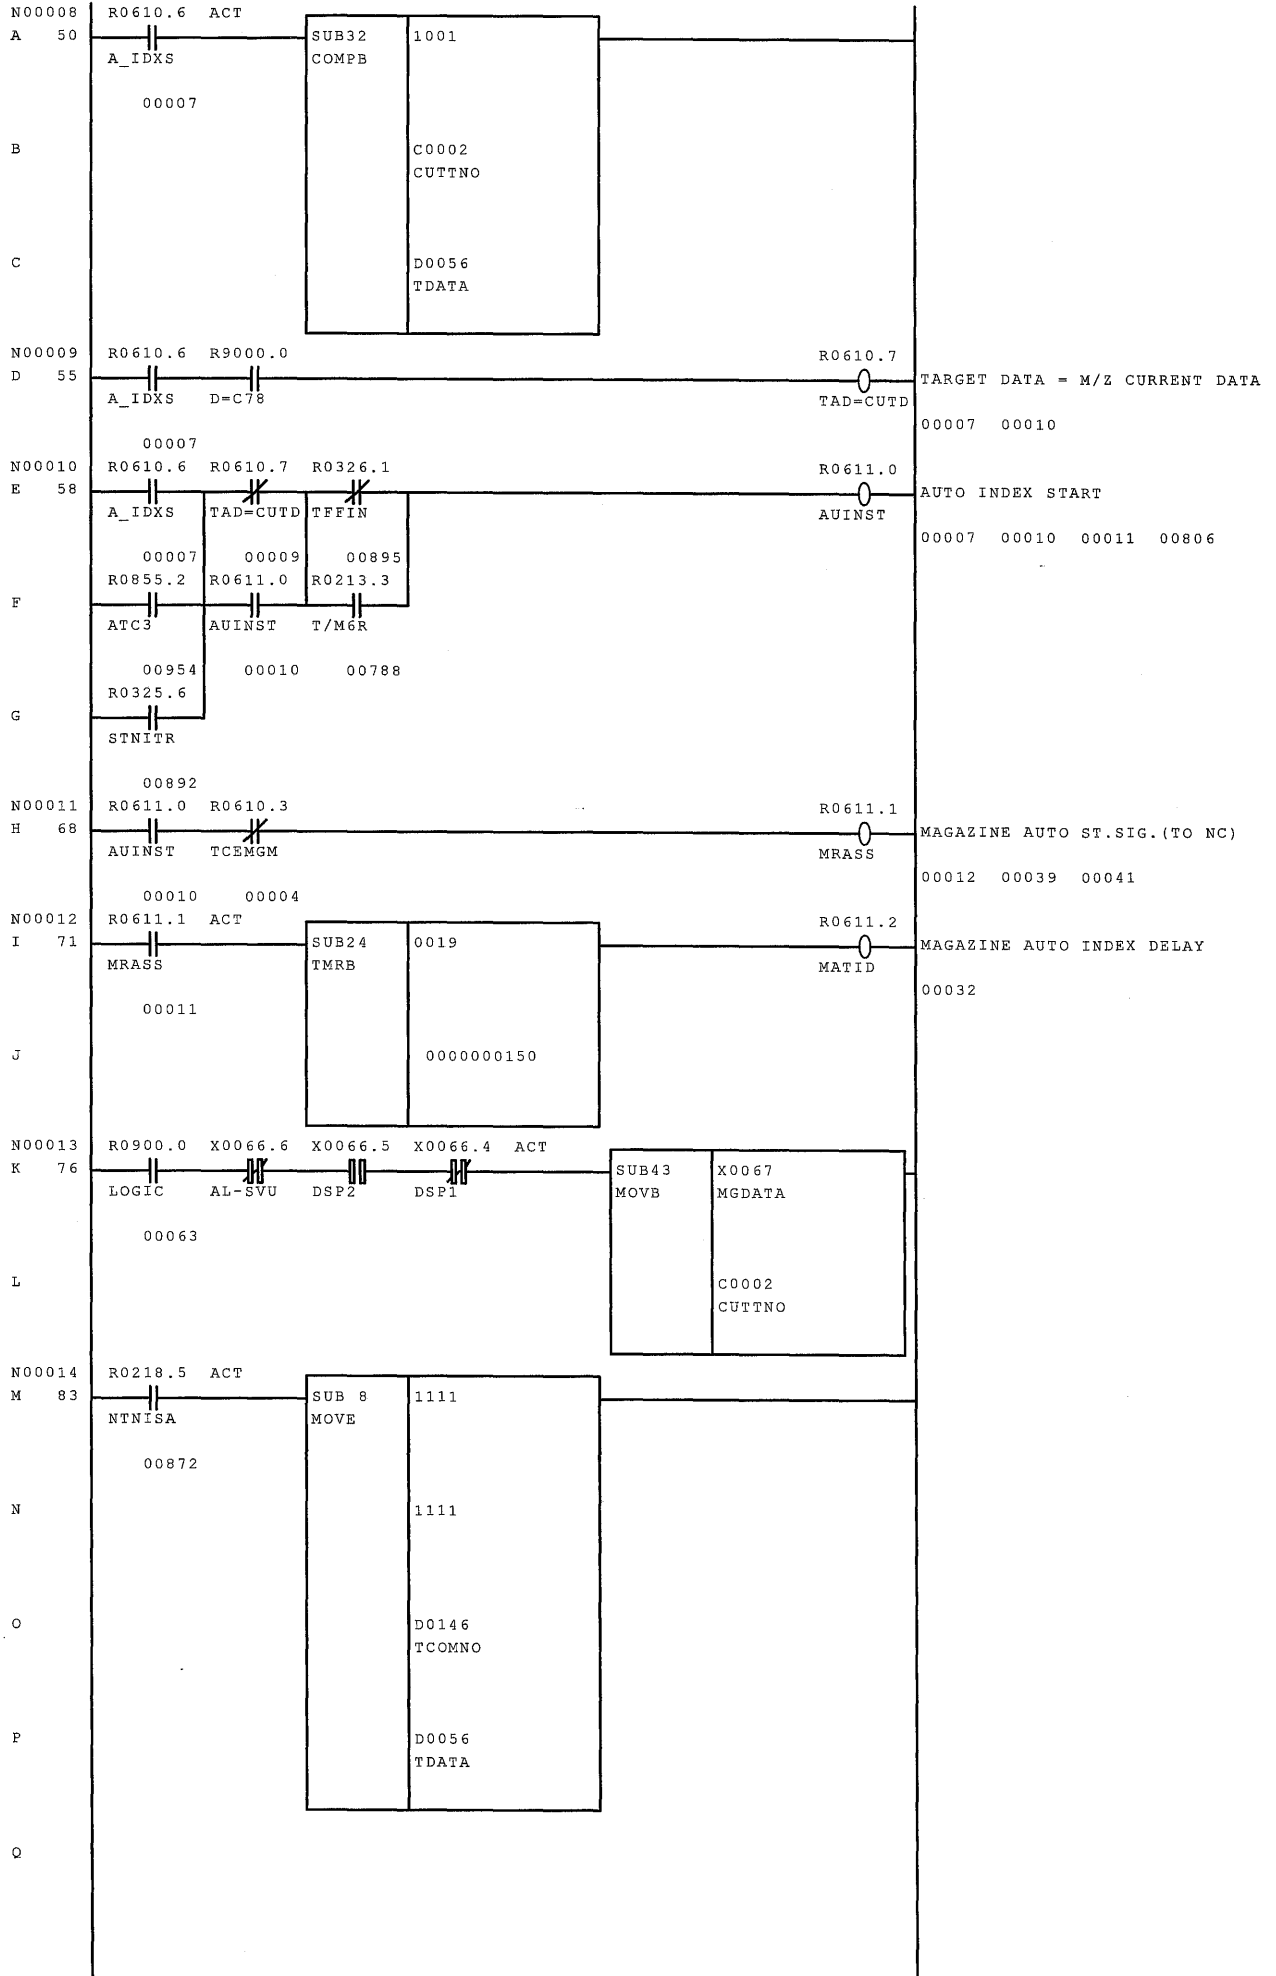 N00008 R0610.6 ACT
A 50 SUB32 1001
A_IDXS COMPB
00007
B C0002
CUTTNO
C D0056
TDATA
N00009 R0610.6 R9000.0 R0610.7
D 55 TARGET DATA = M/Z CURRENT DATA
A_IDXS D=C78 TAD=CUTD
00007 00010
00007
N00010 R0610.6 R0610.7 R0326.1 R0611.0
E 58 AUTO INDEX START
A_IDXS TAD=CUTD TFFIN AUINST
00007 00010 00011 00806
00007 00009 00895
R0855.2 R0611.0 R0213.3
F
ATC3 AUINST T/M6R
00954 00010 00788
R0325.6
G
STNITR
00892
N00011 R0611.0 R0610.3 R0611.1
H 68 MAGAZINE AUTO ST.SIG.(TO NC)
AUINST TCEMGM MRASS
00012 00039 00041
00010 00004
N00012 R0611.1 ACT R0611.2
I 71 SUB24 0019 MAGAZINE AUTO INDEX DELAY
MRASS TMRB MATID
00032
00011
J 0000000150
N00013 R0900.0 X0066.6 X0066.5 X0066.4 ACT
K 76 SUB43 X0067
LOGIC AL-SVU DSP2 DSP1 MOVB MGDATA
00063
L C0002
CUTTNO
N00014 R0218.5 ACT
M 83 SUB 8 1111
NTNISA MOVE
00872
N 1111
O D0146
TCOMNO
P D0056
TDATA
Q